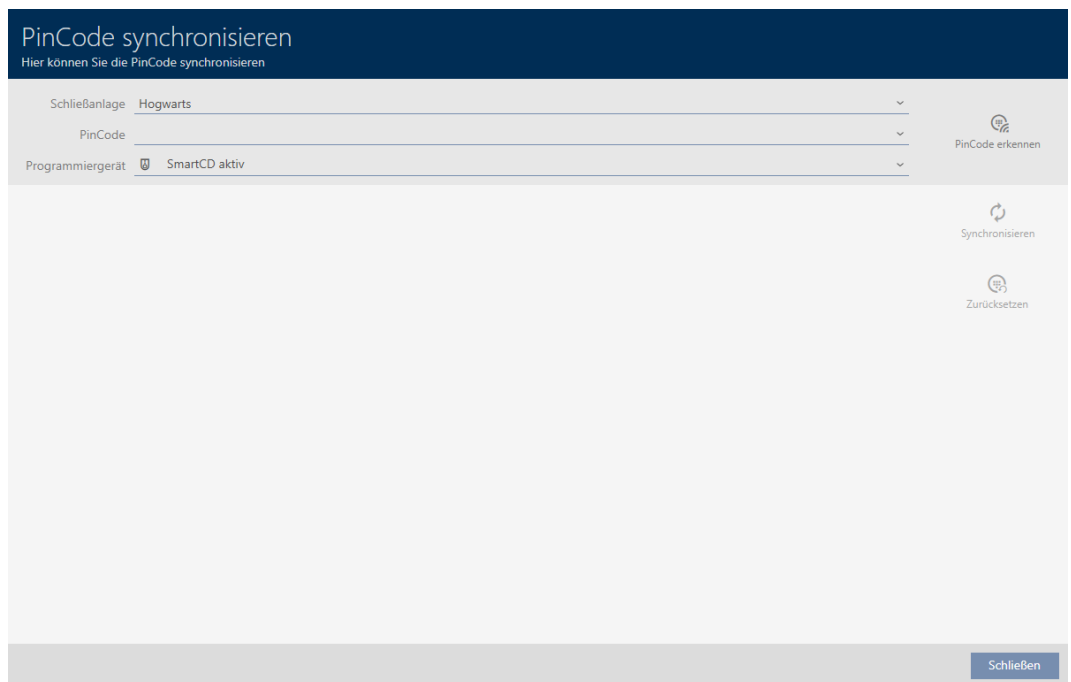 PinCode synchronisieren
Hier können Sie die PinCode synchronisieren
Schließanlage Hogwarts
PinCode
PinCode erkennen
Programmiergerät SmartCD aktiv
Synchronisieren
Zurücksetzen
Schließen